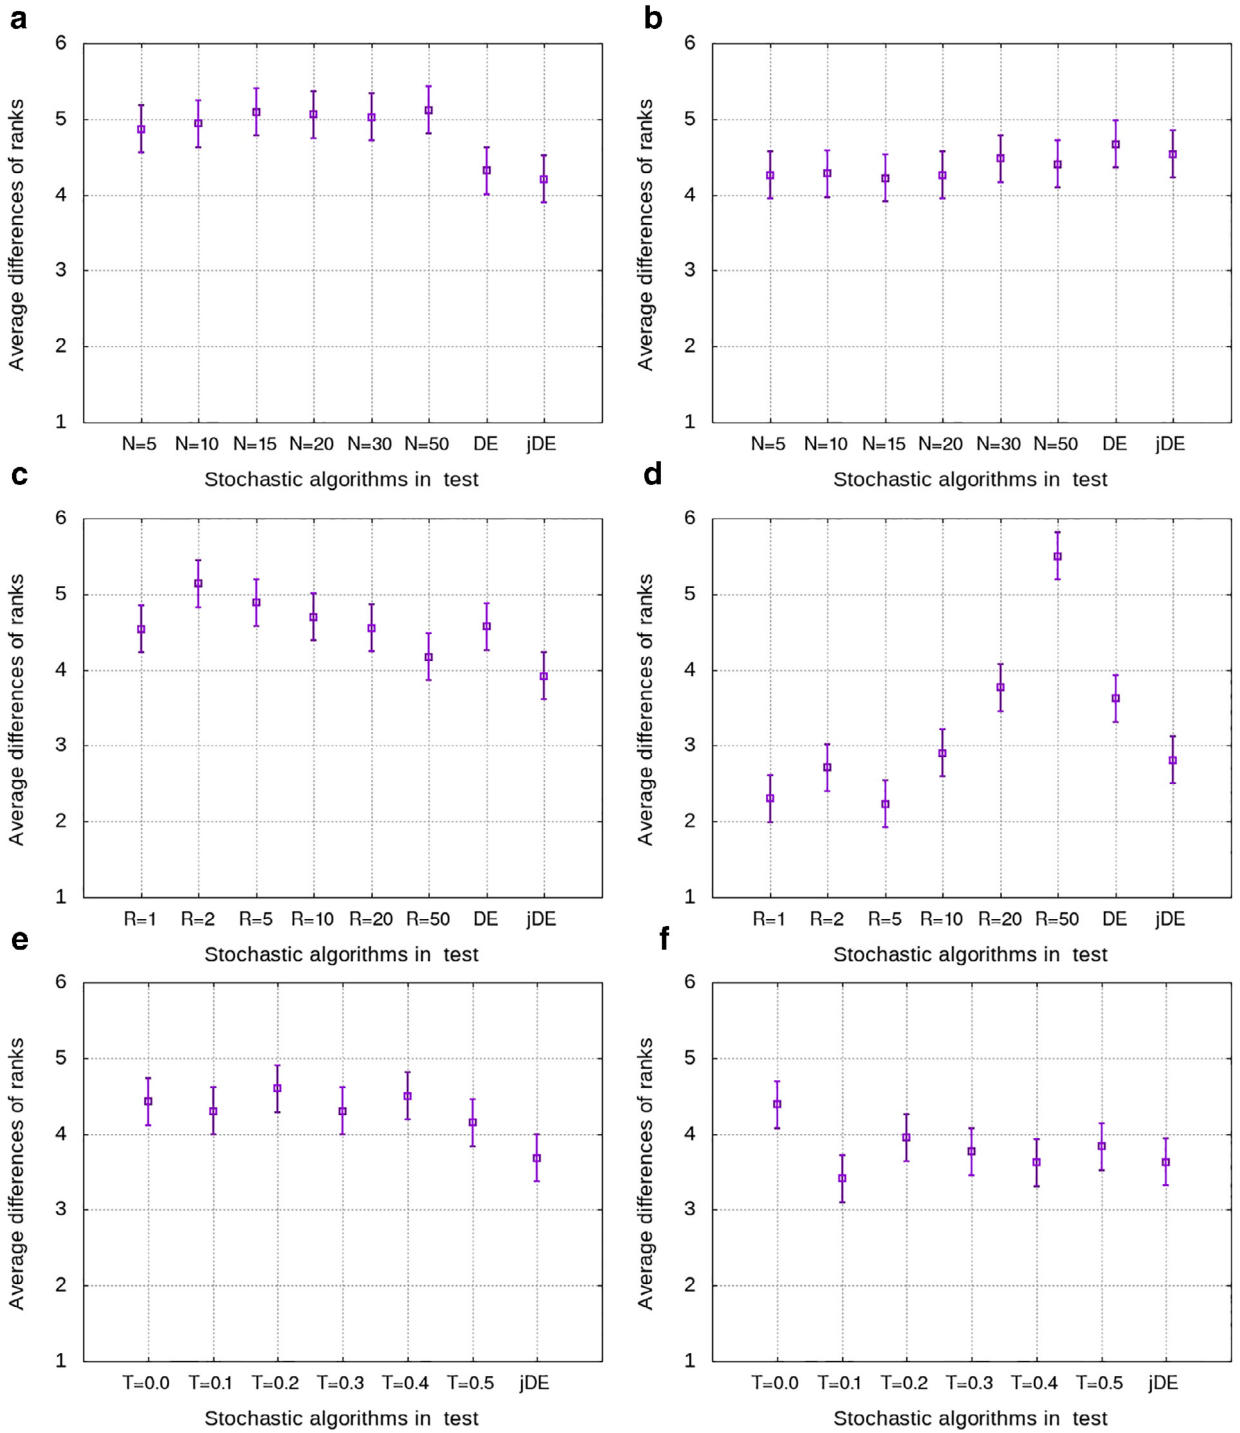 a
6
5
4
3
2
1
Average differences of ranks
N=5 N=10 N=15 N=20 N=30 N=50 DE jDE
Stochastic algorithms in test
b
6
5
4
3
2
1
Average differences of ranks
N=5 N=10 N=15 N=20 N=30 N=50 DE jDE
Stochastic algorithms in test
c
6
5
4
3
2
1
Average differences of ranks
R=1 R=2 R=5 R=10 R=20 R=50 DE jDE
Stochastic algorithms in test
d
6
5
4
3
2
1
Average differences of ranks
R=1 R=2 R=5 R=10 R=20 R=50 DE jDE
Stochastic algorithms in test
e
6
5
4
3
2
1
Average differences of ranks
T=0.0 T=0.1 T=0.2 T=0.3 T=0.4 T=0.5 jDE
Stochastic algorithms in test
f
6
5
4
3
2
1
Average differences of ranks
T=0.0 T=0.1 T=0.2 T=0.3 T=0.4 T=0.5 jDE
Stochastic algorithms in test